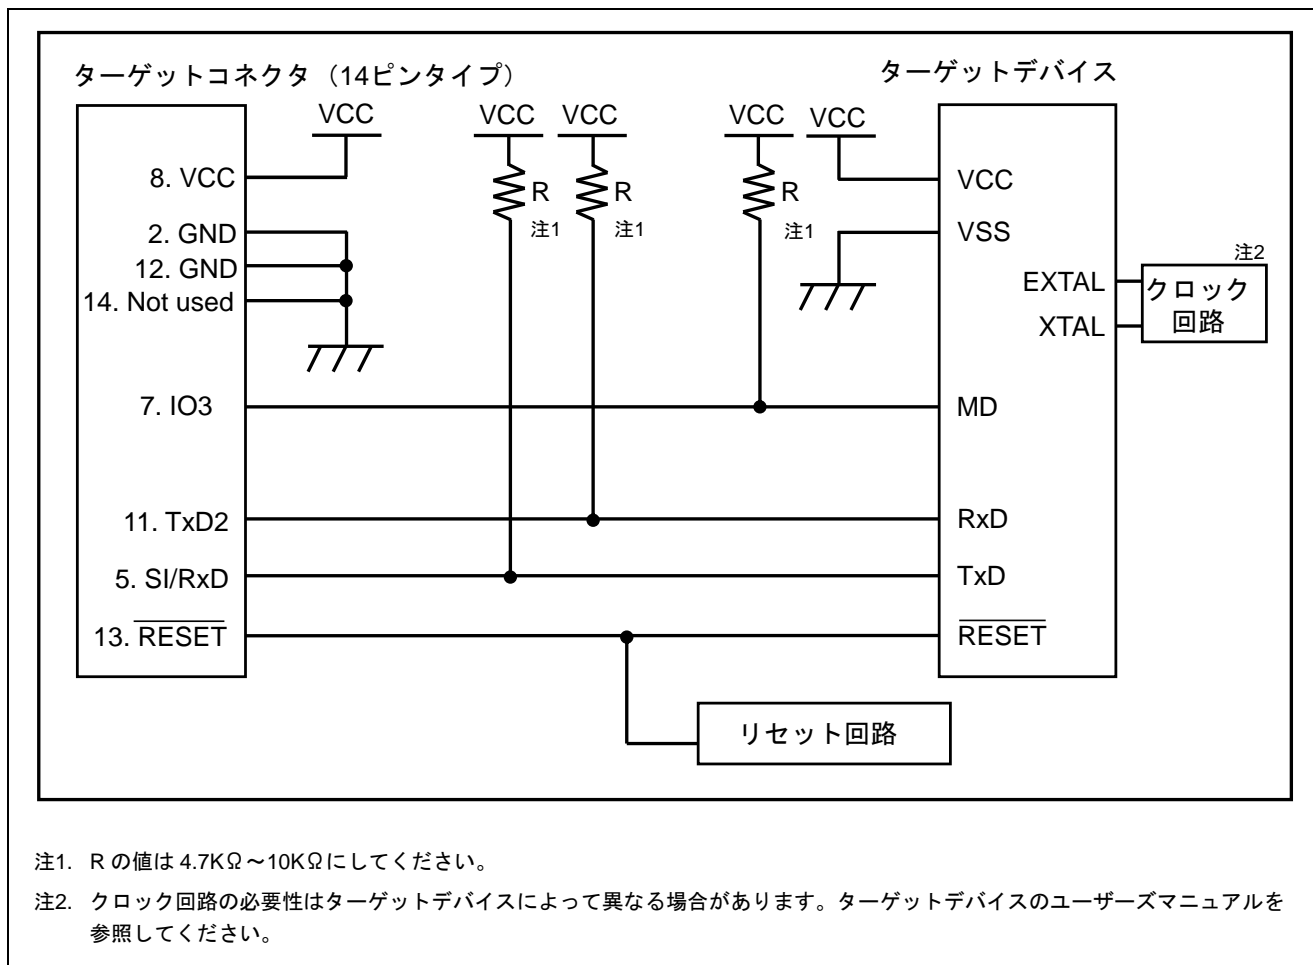 ターゲットコネクタ（14ピンタイプ）
ターゲットデバイス
VCC
VCC
VCC
VCC
VCC
8. VCC
R
注1
R
注1
R
注1
VCC
2. GND
VSS
12. GND
14. Not used
注2
EXTAL
XTAL
クロック
回路
7. IO3
MD
11. TxD2
RxD
5. SI/RxD
TxD
13. RESET
RESET
リセット回路
注1. R の値は 4.7KΩ～10KΩにしてください。
注2. クロック回路の必要性はターゲットデバイスによって異なる場合があります。ターゲットデバイスのユーザーズマニュアルを
参照してください。